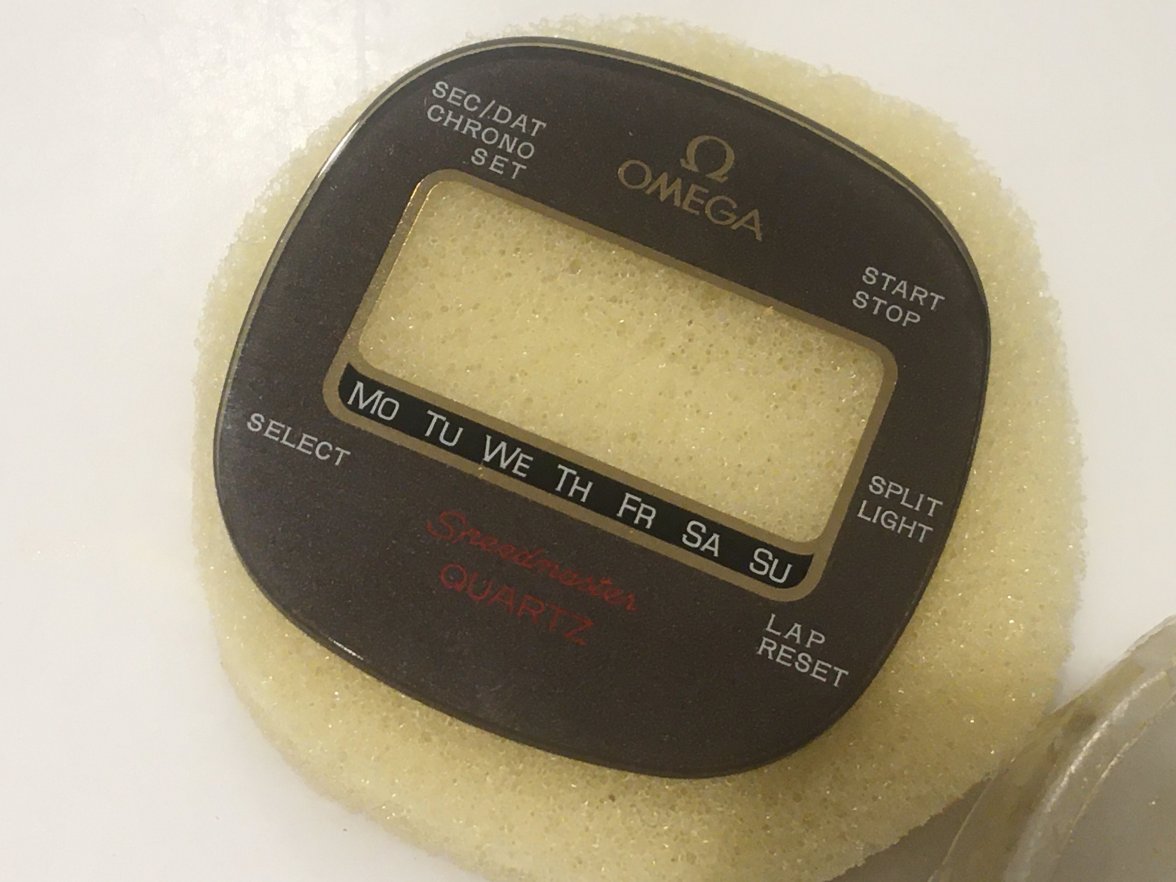 SEC/DAT
CHRONO
SET
Ω
OMEGA
START
STOP
SELECT
MO TU WE TH FR SA SU
SPLIT
LIGHT
Speedmaster
QUARTZ
LAP
RESET